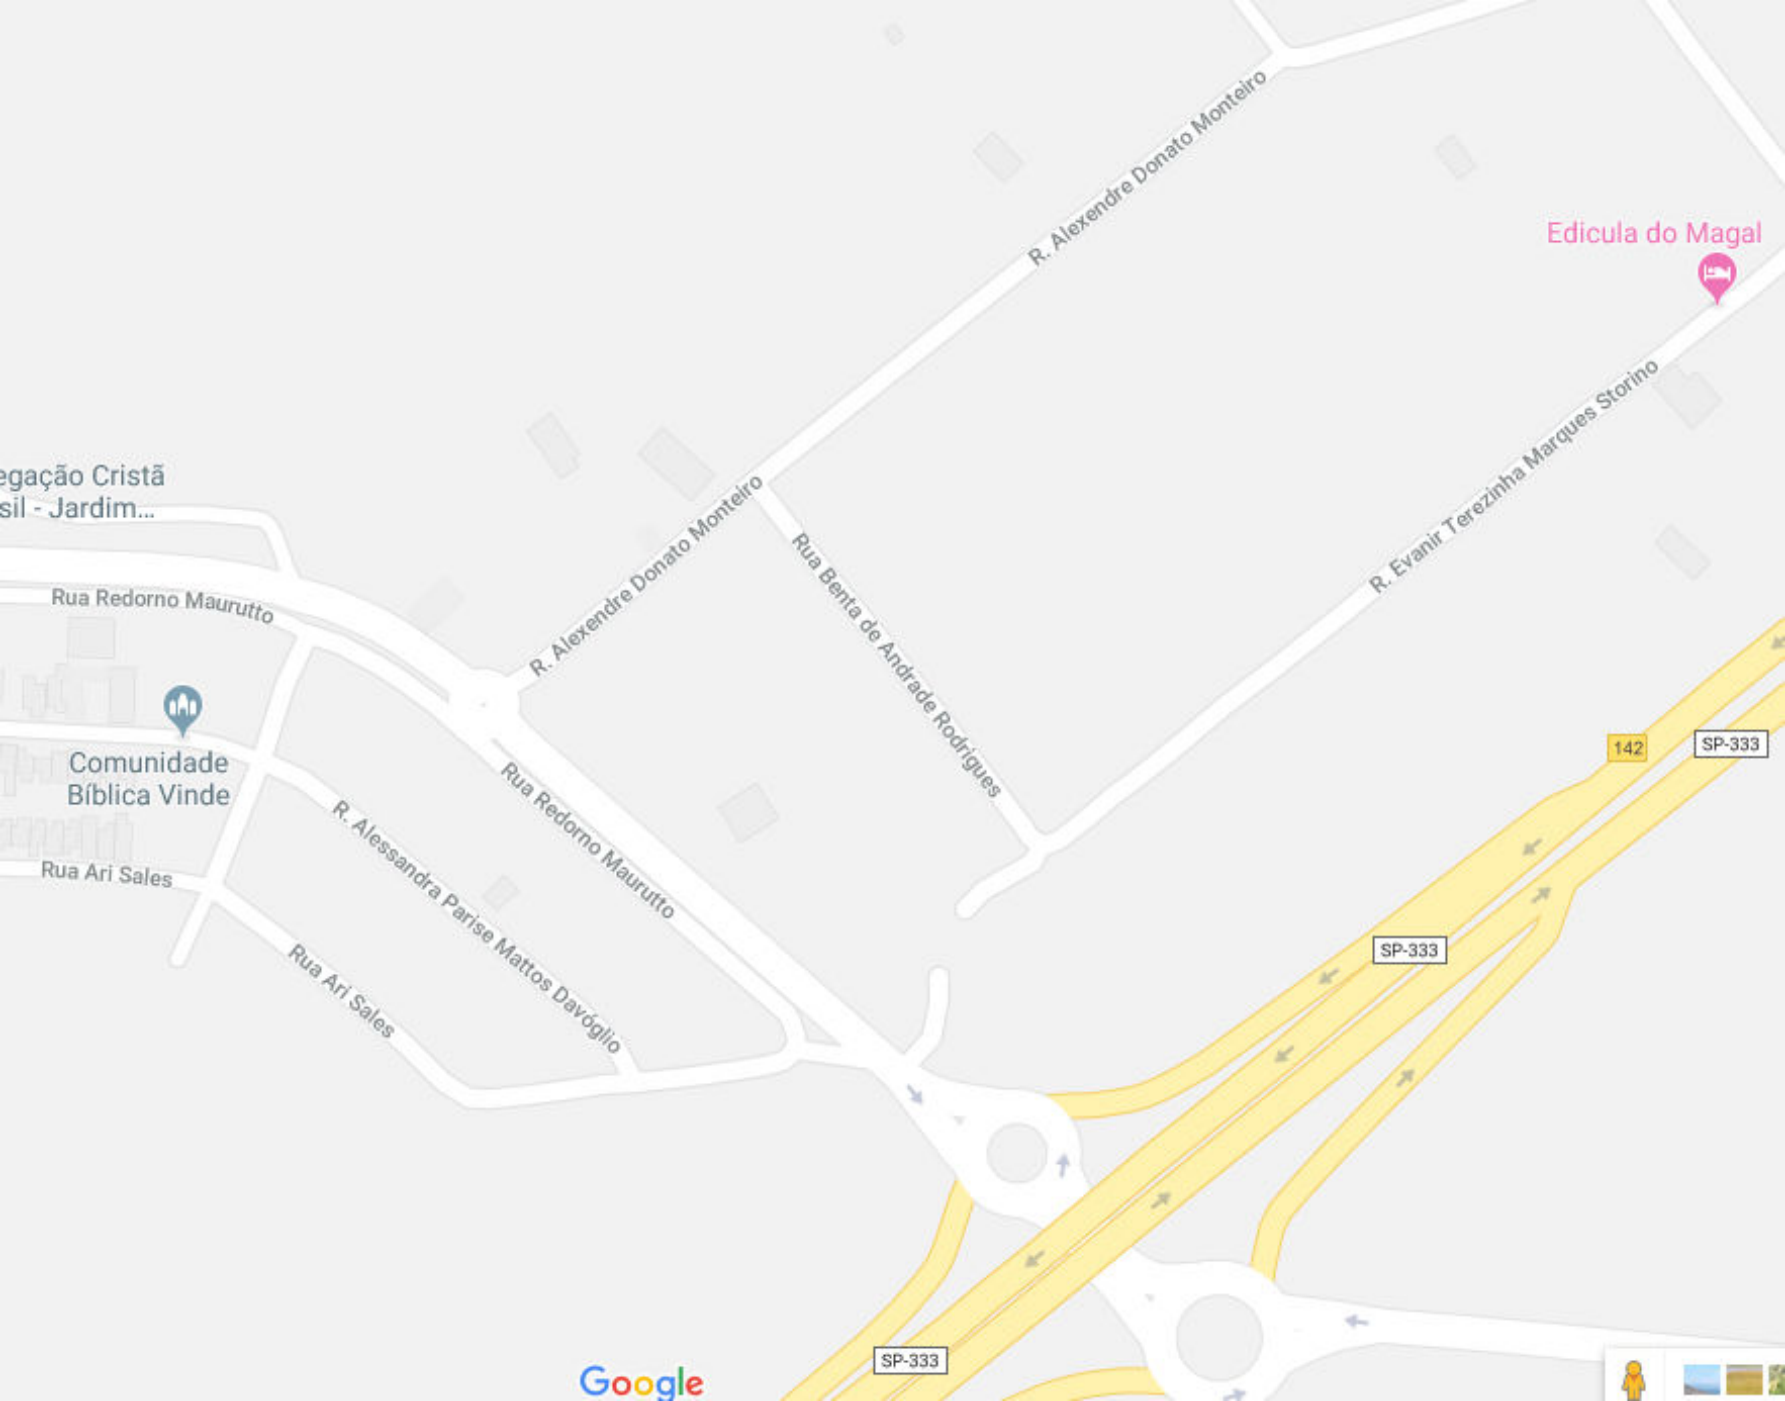 R. Alexendre Donato Monteiro
Edicula do Magal
R. Evanir Terezinha Marques Storino
egação Cristã
sil - Jardim...
R. Alexendre Donato Monteiro
Rua Benta de Andrade Rodrigues
Rua Redorno Maurutto
Comunidade
Bíblica Vinde
142
SP-333
Rua Redorno Maurutto
R. Alessandra Parise Mattos Davóglio
Rua Ari Sales
Rua Ari Sales
SP-333
SP-333
Google